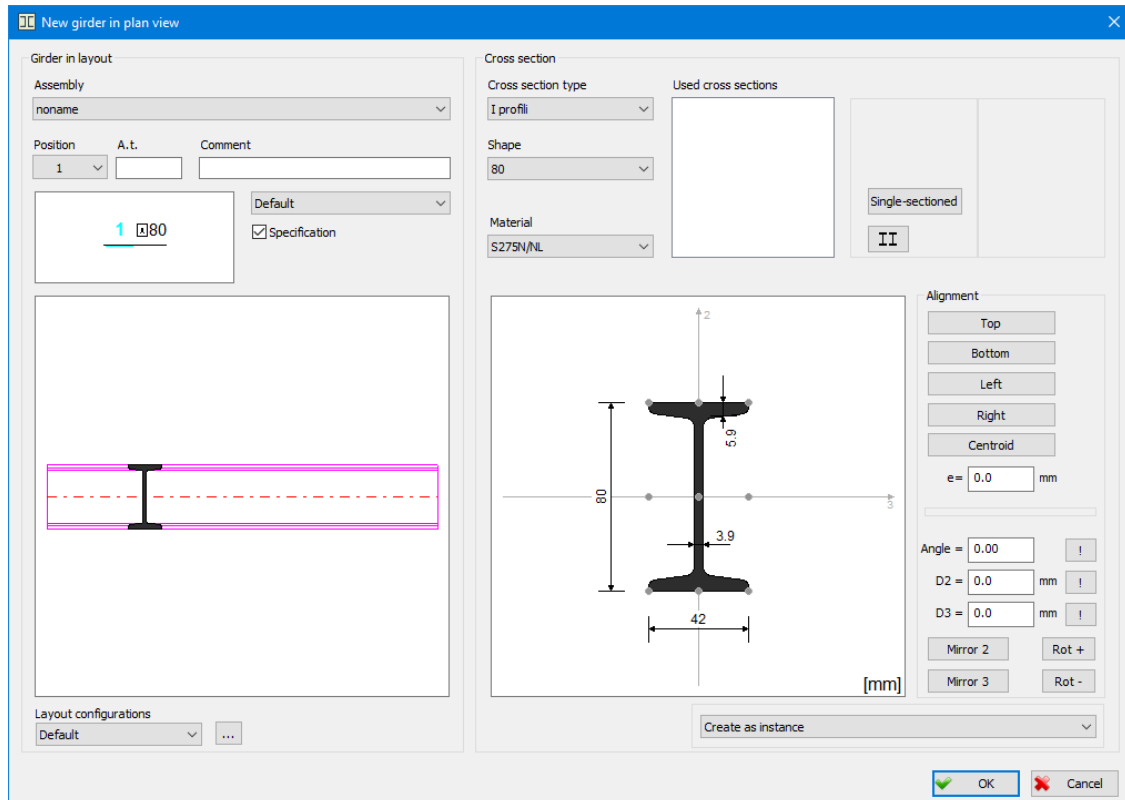 New girder in plan view
Girder in layout
Assembly
noname
Position A.t. Comment
1
1 I80
Default
Specification
Layout configurations
Default
...
Cross section
Cross section type
I profili
Shape
80
Material
S275N/NL
Used cross sections
Single-sectioned
II
2
5.9
80
3
3.9
42
[mm]
Alignment
Top
Bottom
Left
Right
Centroid
e= 0.0 mm
Angle = 0.00 !
D2 = 0.0 mm !
D3 = 0.0 mm !
Mirror 2 Rot +
Mirror 3 Rot -
Create as instance
OK Cancel